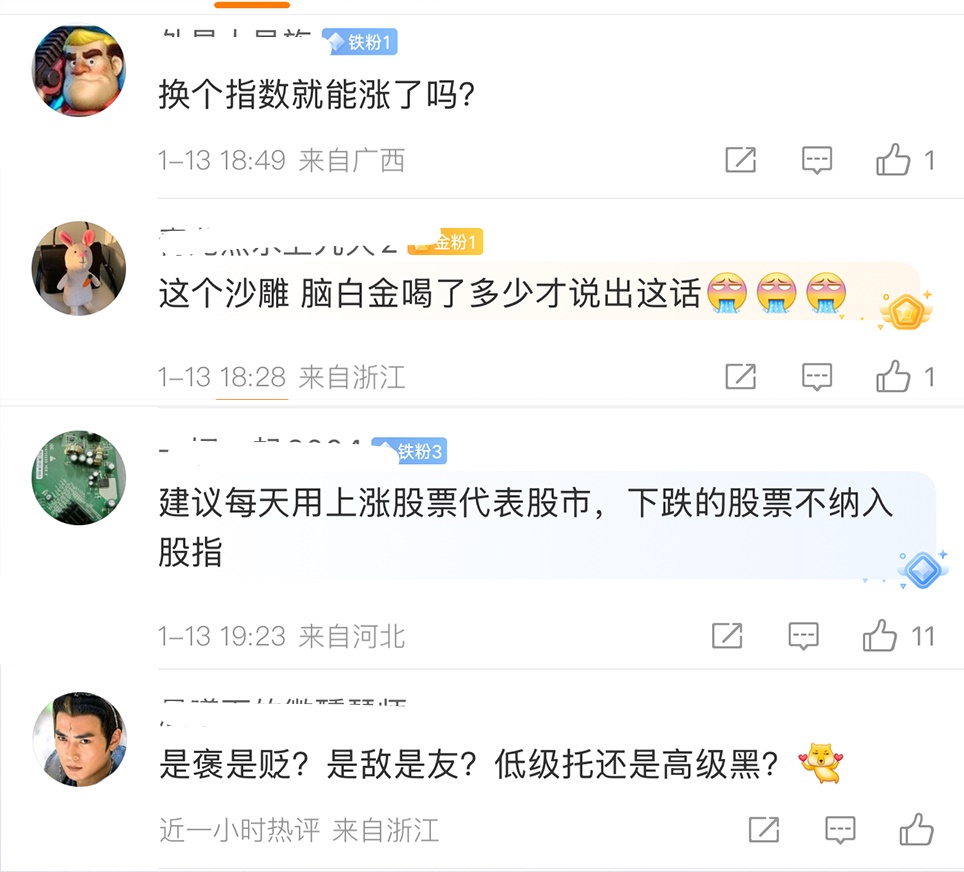 铁粉1
换个指数就能涨了吗?
1-13 18:49 来自广西
1
金粉1
这个沙雕 脑白金喝了多少才说出这话
1-13 18:28 来自浙江
1
铁粉3
建议每天用上涨股票代表股市，下跌的股票不纳入
股指
1-13 19:23 来自河北
11
是褒是贬？是敌是友？低级托还是高级黑？
近一小时热评 来自浙江